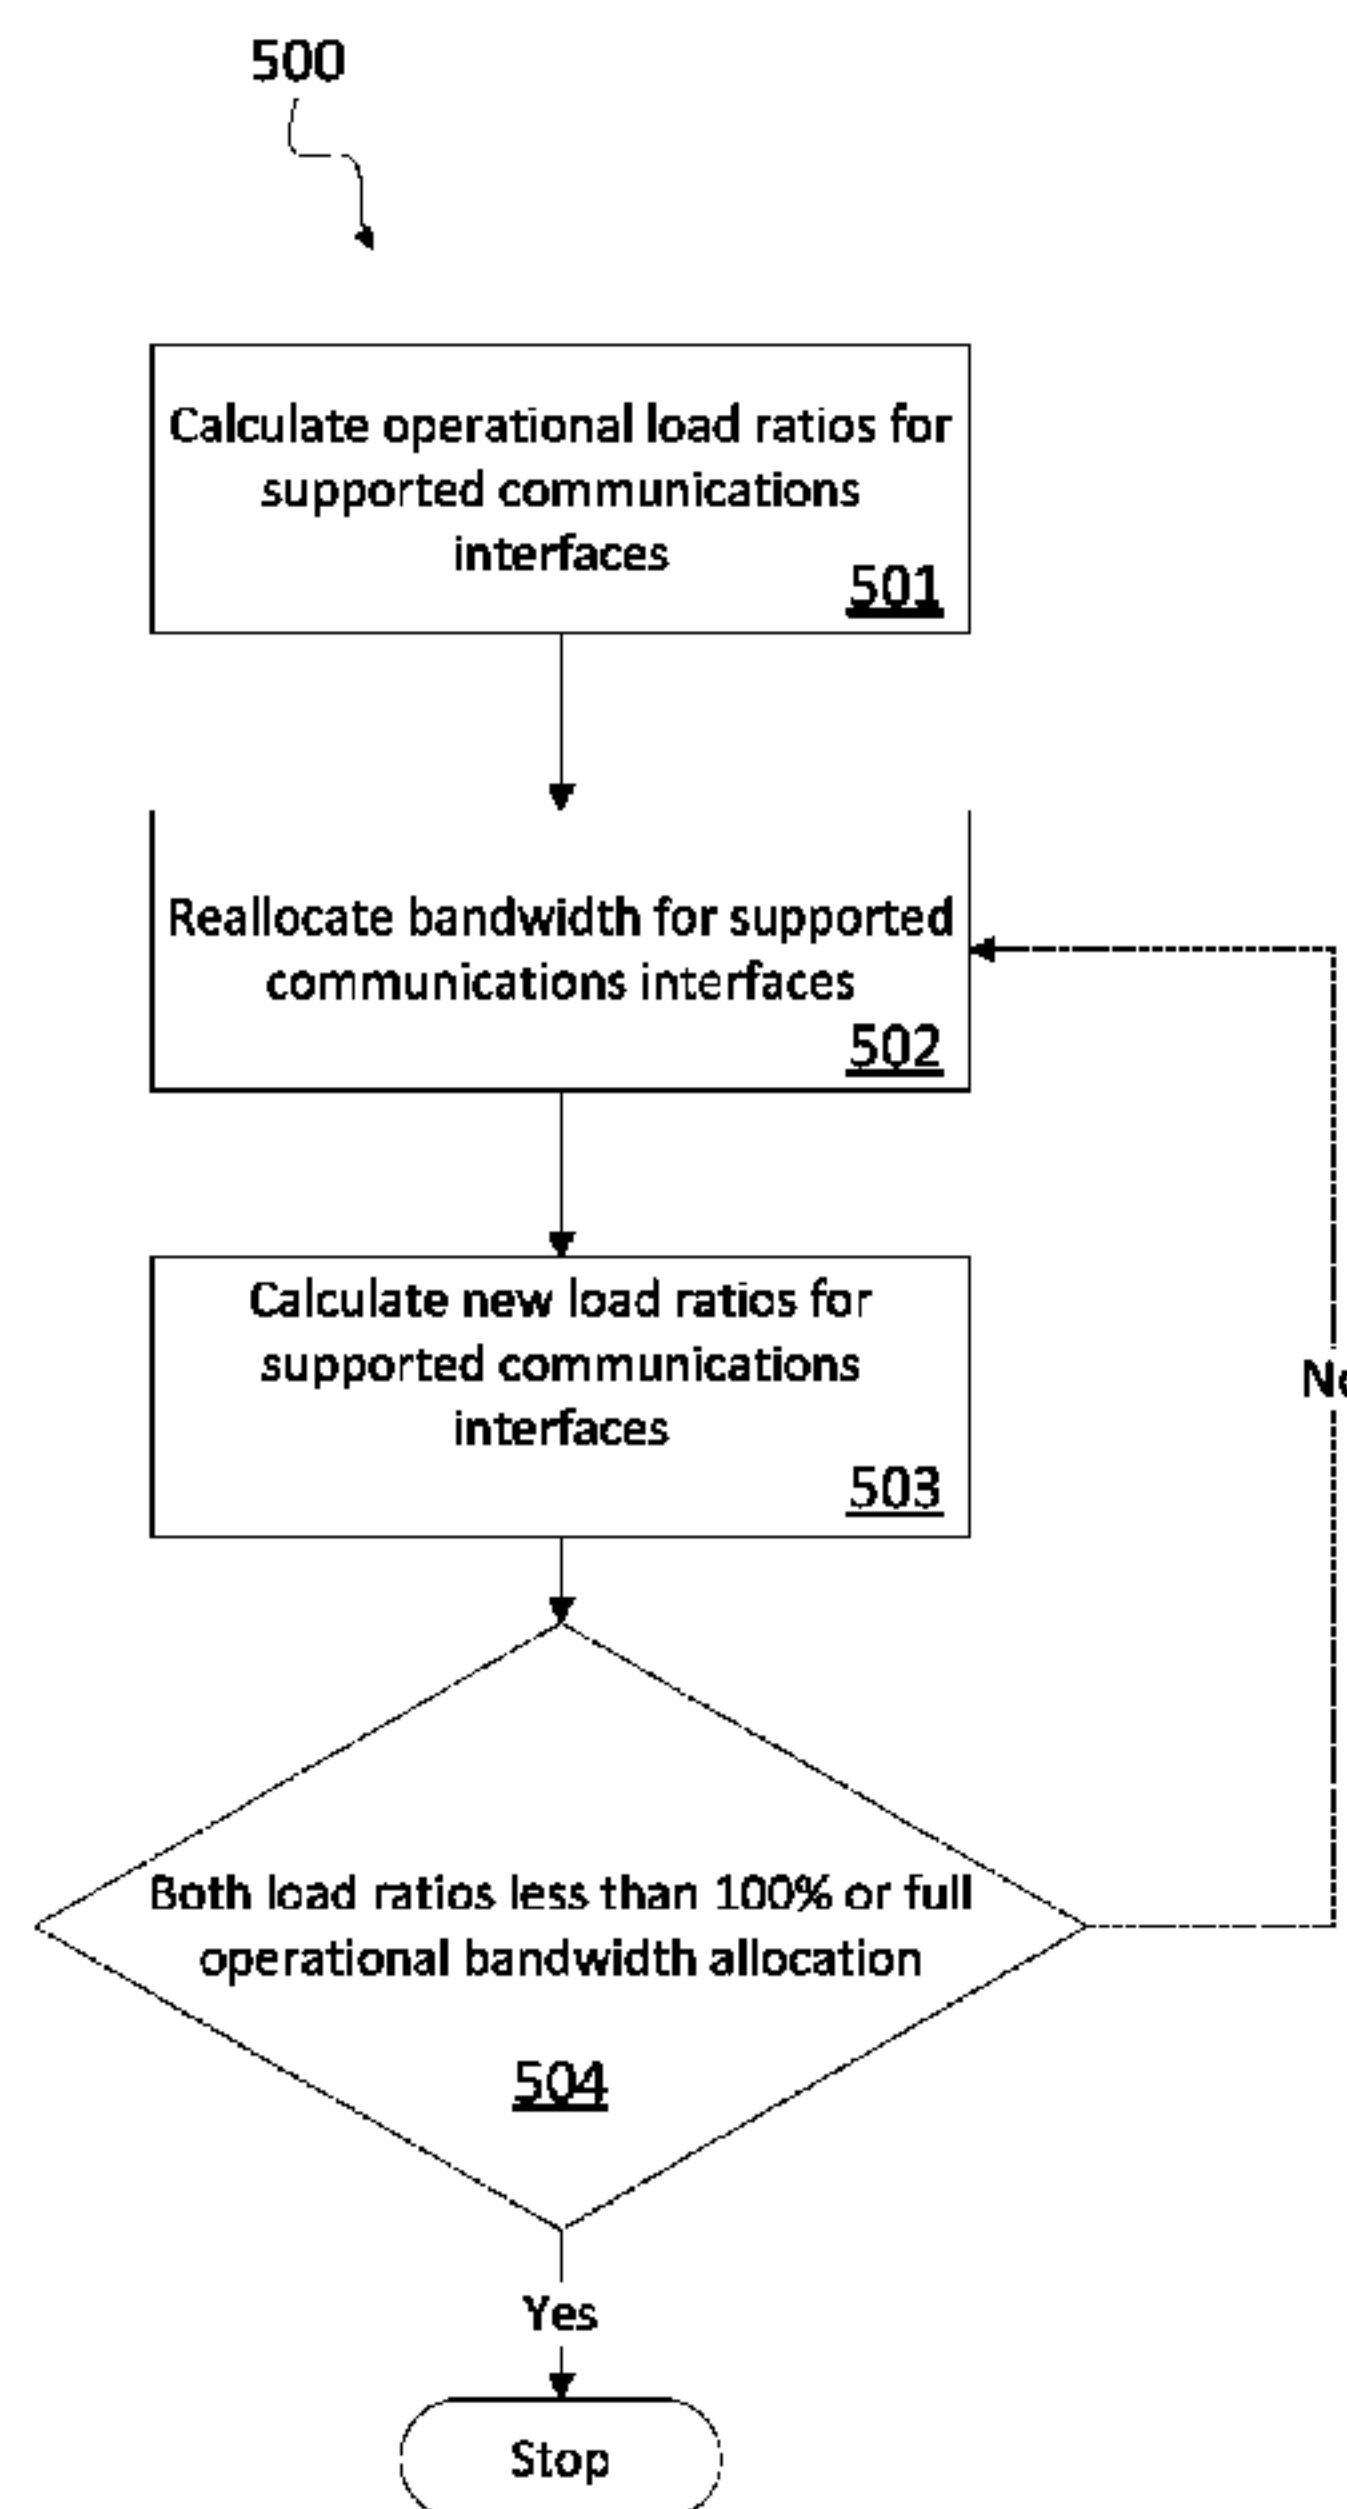 500
Calculate operational load ratios for
supported communications
interfaces
501
Reallocate bandwidth for supported
communications interfaces
502
Calculate new load ratios for
supported communications
interfaces
503
Both load ratios less than 100% or full
operational bandwidth allocation
504
Yes
Stop